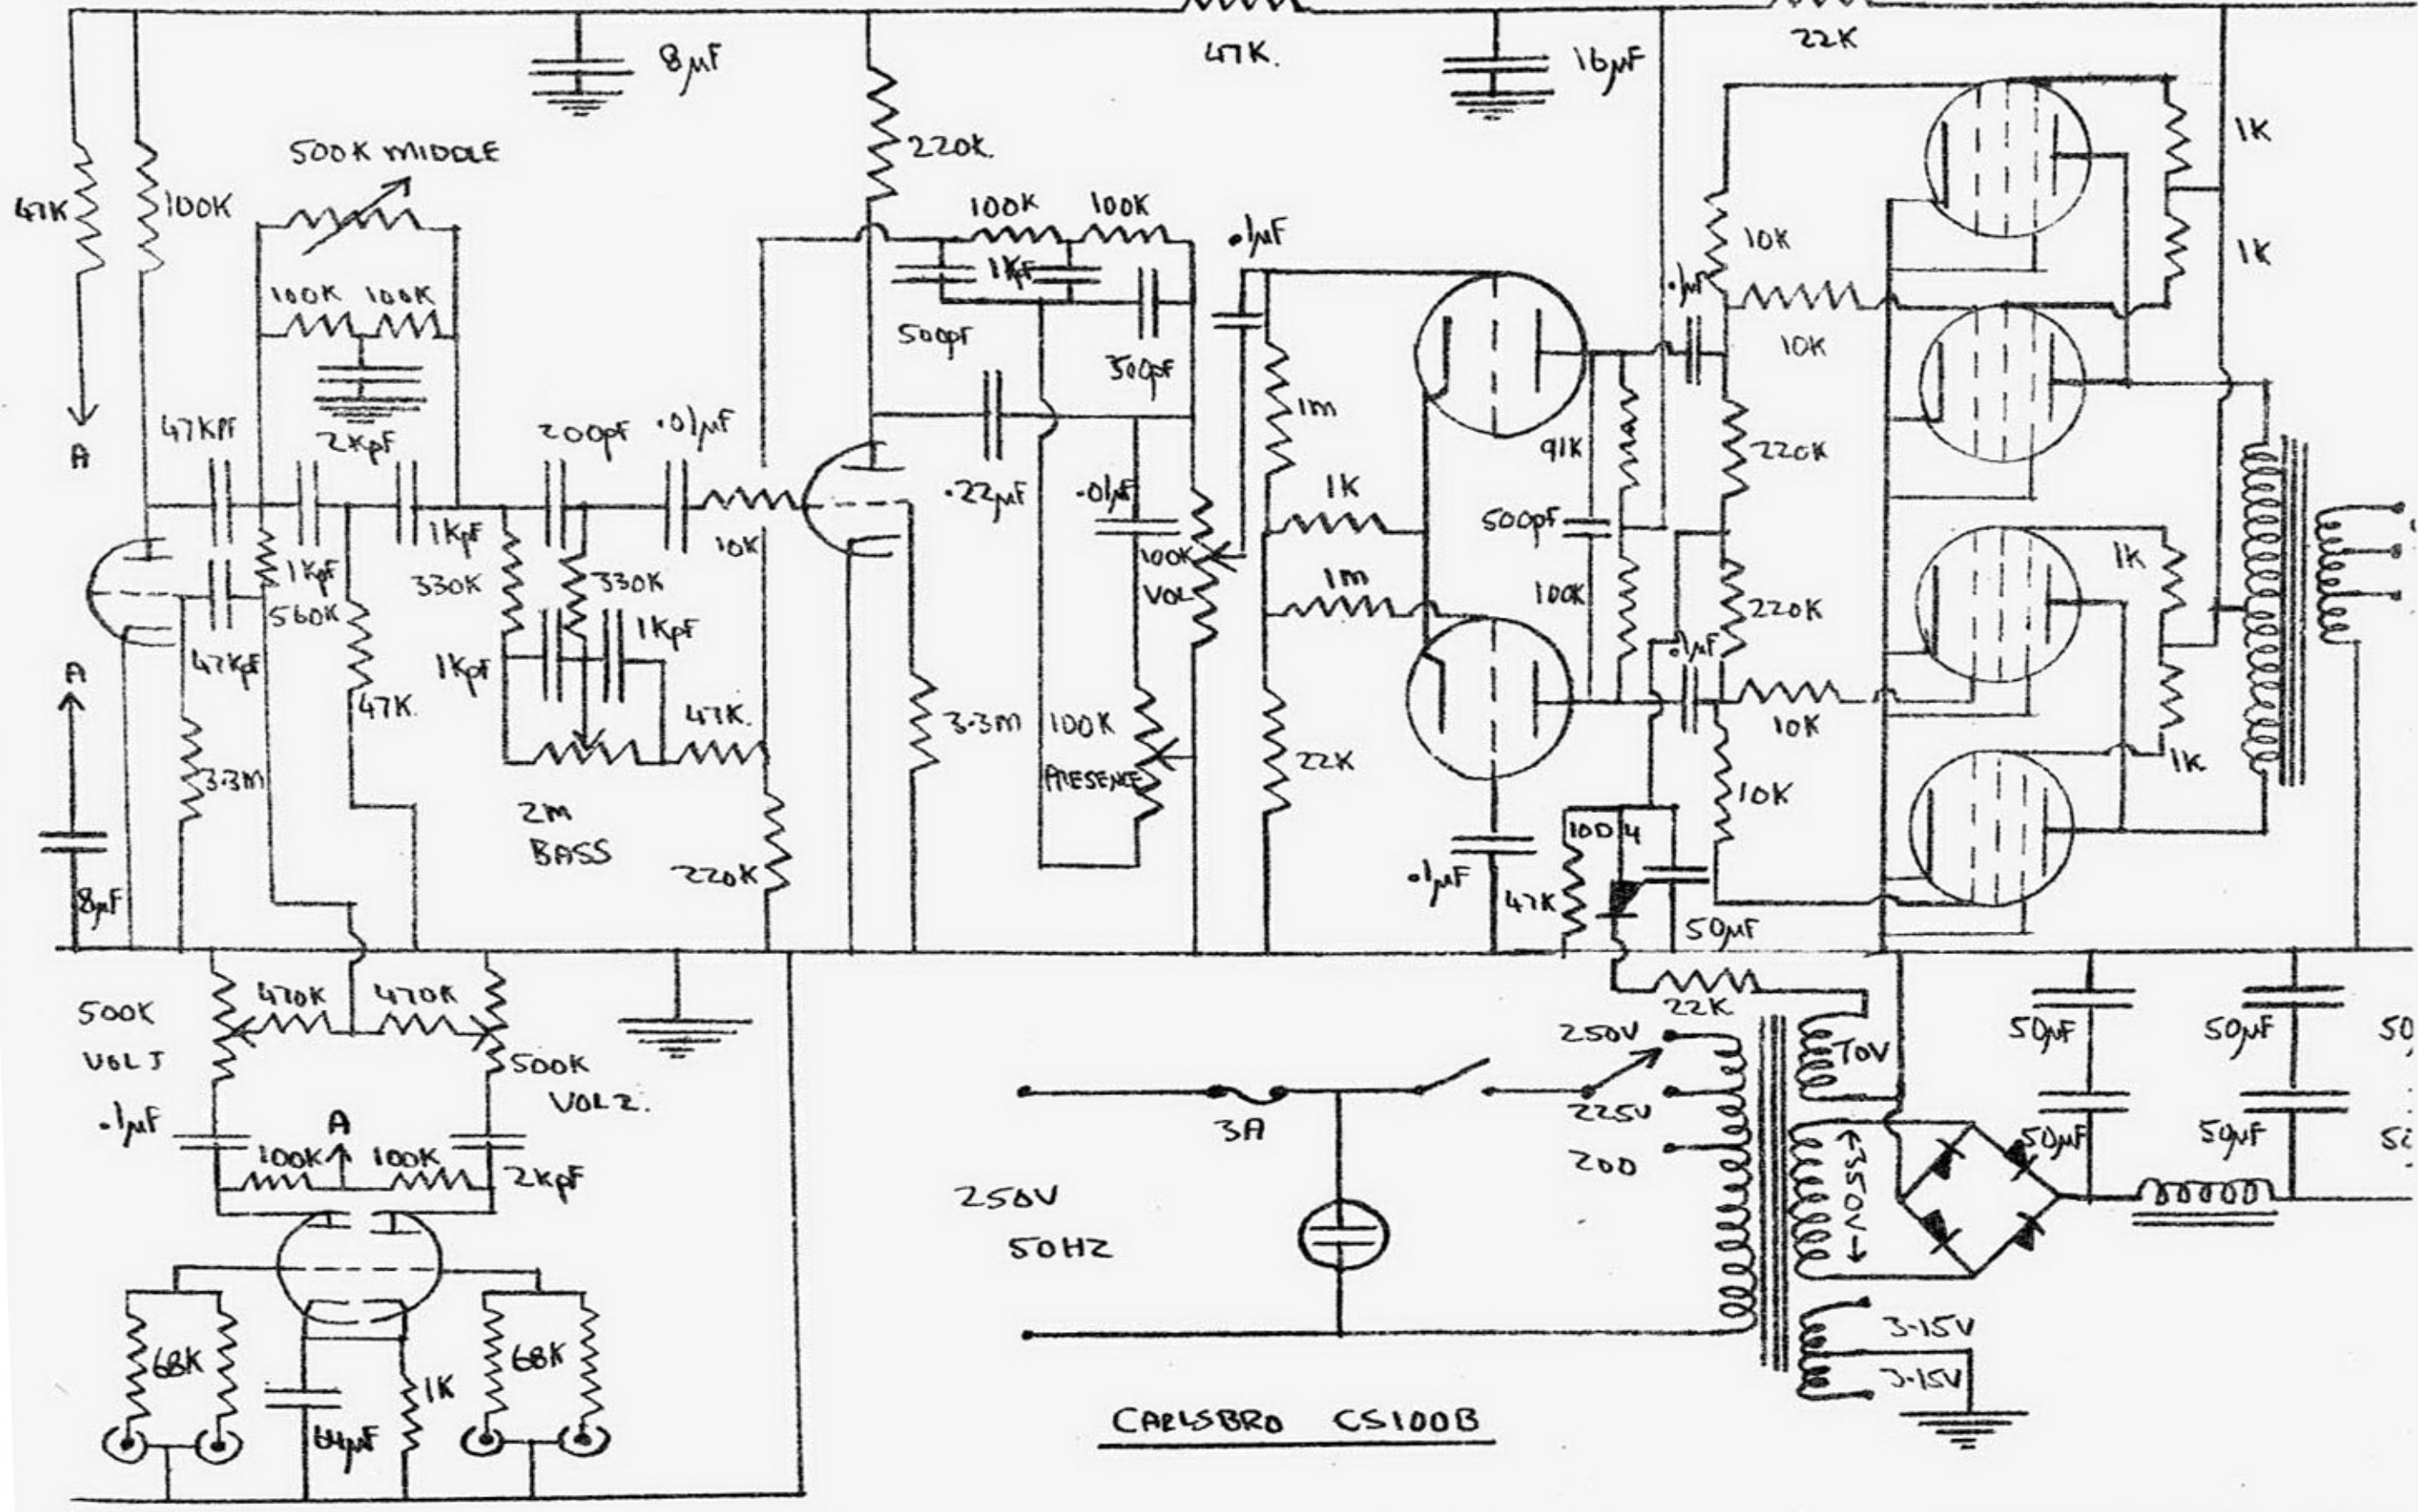 8µF
47K.
16µF
22K
500K MIDDLE
220K.
47K
100K
100K 100K
.1µF
1K
10K
1K
100K 100K
1KpF
.1µF
500pF
500pF
10K
A
47KPF
2KpF
200pF
.01µF
1m
91K
220K
.22µF
.01µF
1K
500pF
1KpF
10K
100K
VOL
1K
1KpF
330K
330K
1m
100K
220K
560K
1KpF
.1µF
A
47KpF
1KpF
47K.
47K.
3.3m
100K
PRESENCE
22K
10K
3.3m
1K
10K
2m
BASS
100µ
220K
.1µF
47K
8µF
50µF
470K 470K
500K
VOL 1
500K
VOL 2.
22K
250V
70V
50µF
50µF
50
.1µF
A
225V
3A
100K 100K
2KpF
200
50µF
50µF
350V
250V
50HZ
68K
68K
1K
64µF
3.15V
3.15V
CARLSBRO CS100B